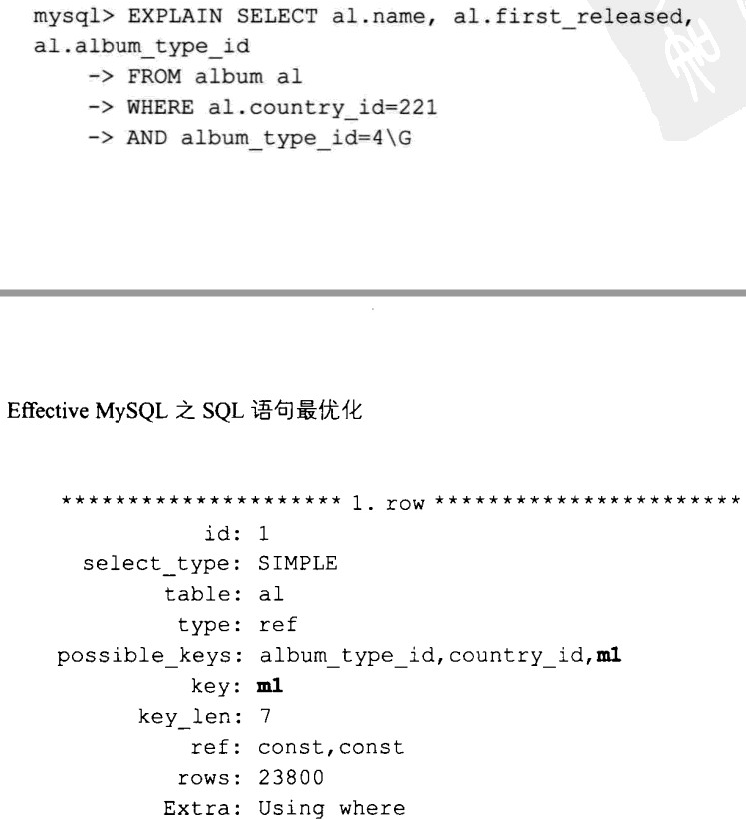 mysql> EXPLAIN SELECT al.name, al.first_released,
al.album_type_id
    -> FROM album al
    -> WHERE al.country_id=221
    -> AND album_type_id=4\G
Effective MySQL 之 SQL 语句最优化
********************* 1. row ***********************
id: 1
select_type: SIMPLE
table: al
type: ref
possible_keys: album_type_id,country_id,m1
key: m1
key_len: 7
ref: const,const
rows: 23800
Extra: Using where